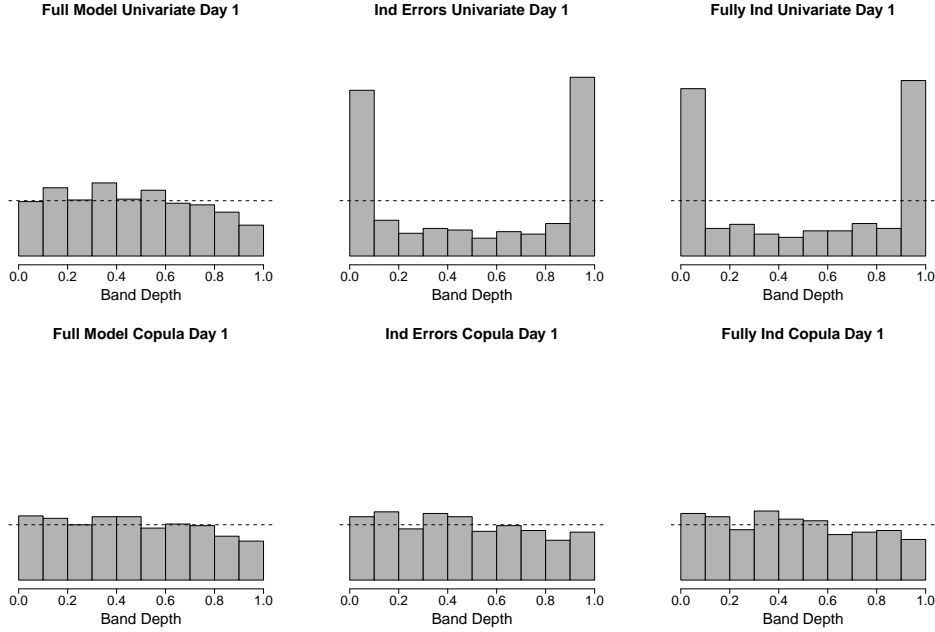 Full Model Univariate Day 1
Ind Errors Univariate Day 1
Fully Ind Univariate Day 1
0.0 0.2 0.4 0.6 0.8 1.0
0.0 0.2 0.4 0.6 0.8 1.0
0.0 0.2 0.4 0.6 0.8 1.0
Band Depth
Band Depth
Band Depth
Full Model Copula Day 1
Ind Errors Copula Day 1
Fully Ind Copula Day 1
0.0 0.2 0.4 0.6 0.8 1.0
0.0 0.2 0.4 0.6 0.8 1.0
0.0 0.2 0.4 0.6 0.8 1.0
Band Depth
Band Depth
Band Depth